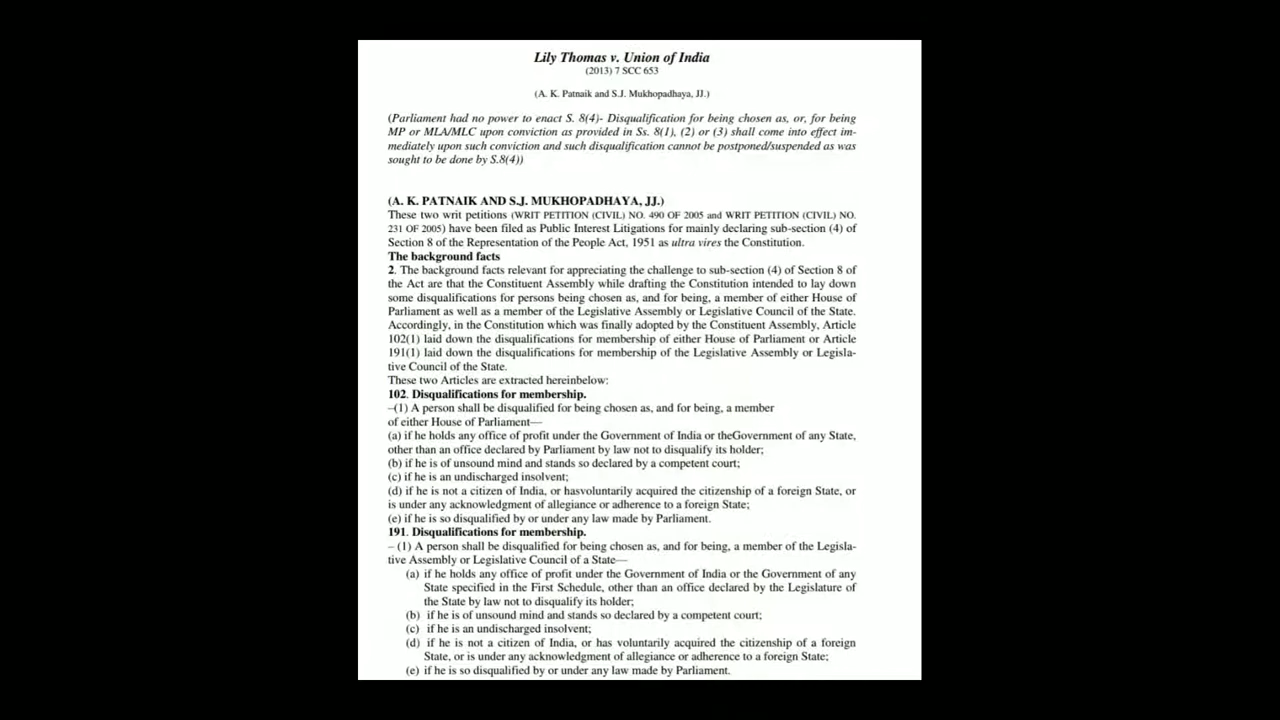 Lily Thomas v. Union of India
(2013) 7 SCC 653
(A. K. Patnaik and S.J. Mukhopadhaya, JJ.)
(Parliament had no power to enact S. 8(4)- Disqualification for being chosen as, or, for being
MP or MLA/MLC upon conviction as provided in Ss. 8(1), (2) or (3) shall come into effect im-
mediately upon such conviction and such disqualification cannot be postponed/suspended as was
sought to be done by S.8(4))
(A. K. PATNAIK AND S.J. MUKHOPADHAYA, JJ.)
These two writ petitions (WRIT PETITION (CIVIL) NO. 490 OF 2005 and WRIT PETITION (CIVIL) NO.
231 OF 2005) have been filed as Public Interest Litigations for mainly declaring sub-section (4) of
Section 8 of the Representation of the People Act, 1951 as ultra vires the Constitution.
The background facts
2. The background facts relevant for appreciating the challenge to sub-section (4) of Section 8 of
the Act are that the Constituent Assembly while drafting the Constitution intended to lay down
some disqualifications for persons being chosen as, and for being, a member of either House of
Parliament as well as a member of the Legislative Assembly or Legislative Council of the State.
Accordingly, in the Constitution which was finally adopted by the Constituent Assembly, Article
102(1) laid down the disqualifications for membership of either House of Parliament or Article
191(1) laid down the disqualifications for membership of the Legislative Assembly or Legisla-
tive Council of the State.
These two Articles are extracted hereinbelow:
102. Disqualifications for membership.
–(1) A person shall be disqualified for being chosen as, and for being, a member
of either House of Parliament—
(a) if he holds any office of profit under the Government of India or theGovernment of any State,
other than an office declared by Parliament by law not to disqualify its holder;
(b) if he is of unsound mind and stands so declared by a competent court;
(c) if he is an undischarged insolvent;
(d) if he is not a citizen of India, or hasvoluntarily acquired the citizenship of a foreign State, or
is under any acknowledgment of allegiance or adherence to a foreign State;
(e) if he is so disqualified by or under any law made by Parliament.
191. Disqualifications for membership.
– (1) A person shall be disqualified for being chosen as, and for being, a member of the Legisla-
tive Assembly or Legislative Council of a State—
(a) if he holds any office of profit under the Government of India or the Government of any
State specified in the First Schedule, other than an office declared by the Legislature of
the State by law not to disqualify its holder;
(b) if he is of unsound mind and stands so declared by a competent court;
(c) if he is an undischarged insolvent;
(d) if he is not a citizen of India, or has voluntarily acquired the citizenship of a foreign
State, or is under any acknowledgment of allegiance or adherence to a foreign State;
(e) if he is so disqualified by or under any law made by Parliament.